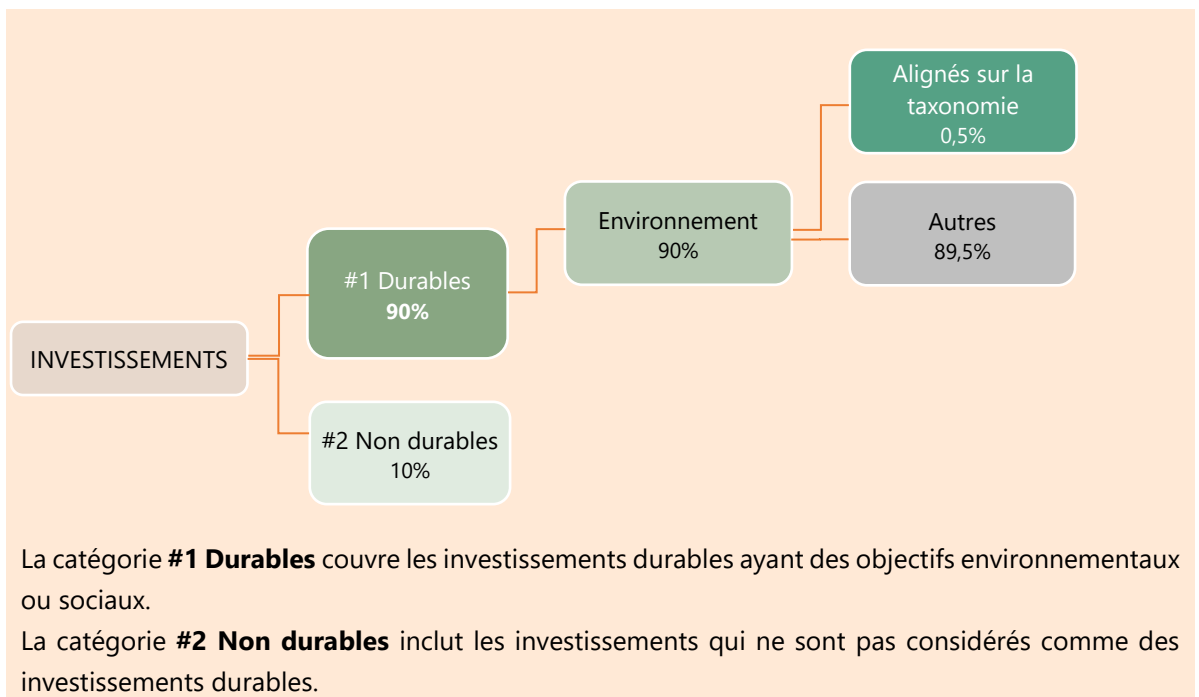 Alignés sur la
taxonomie
0,5%
Environnement
90%
Autres
89,5%
#1 Durables
90%
INVESTISSEMENTS
#2 Non durables
10%
La catégorie #1 Durables couvre les investissements durables ayant des objectifs environnementaux
ou sociaux.
La catégorie #2 Non durables inclut les investissements qui ne sont pas considérés comme des
investissements durables.